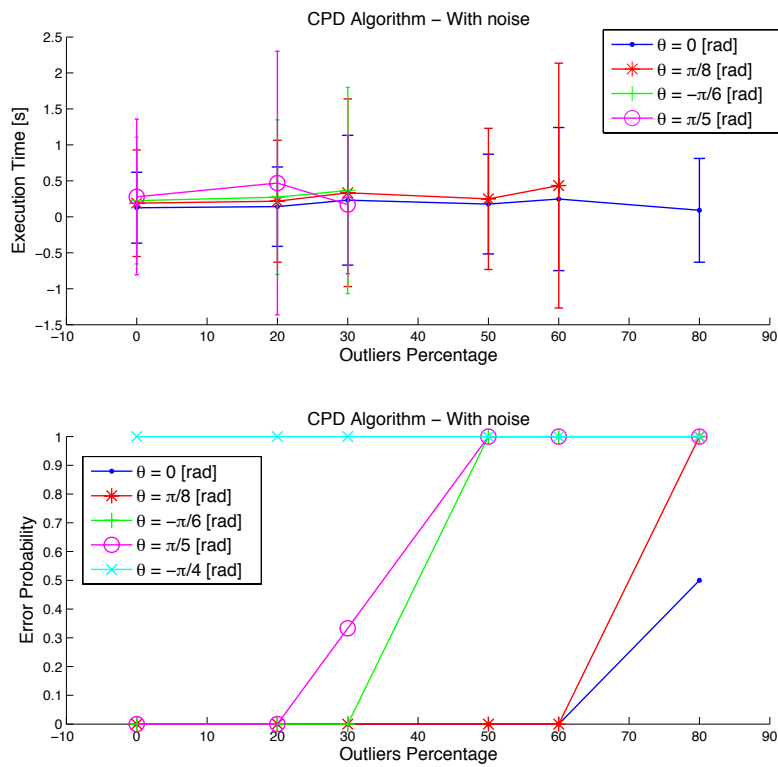 CPD Algorithm − With noise
θ = 0 [rad]
θ = π/8 [rad]
θ = −π/6 [rad]
θ = π/5 [rad]
Execution Time [s]
2.5
2
1.5
1
0.5
0
−0.5
−1
−1.5
−10 0 10 20 30 40 50 60 70 80 90
Outliers Percentage
CPD Algorithm − With noise
θ = 0 [rad]
θ = π/8 [rad]
θ = −π/6 [rad]
θ = π/5 [rad]
θ = −π/4 [rad]
Error Probability
1
0.9
0.8
0.7
0.6
0.5
0.4
0.3
0.2
0.1
0
−10 0 10 20 30 40 50 60 70 80 90
Outliers Percentage